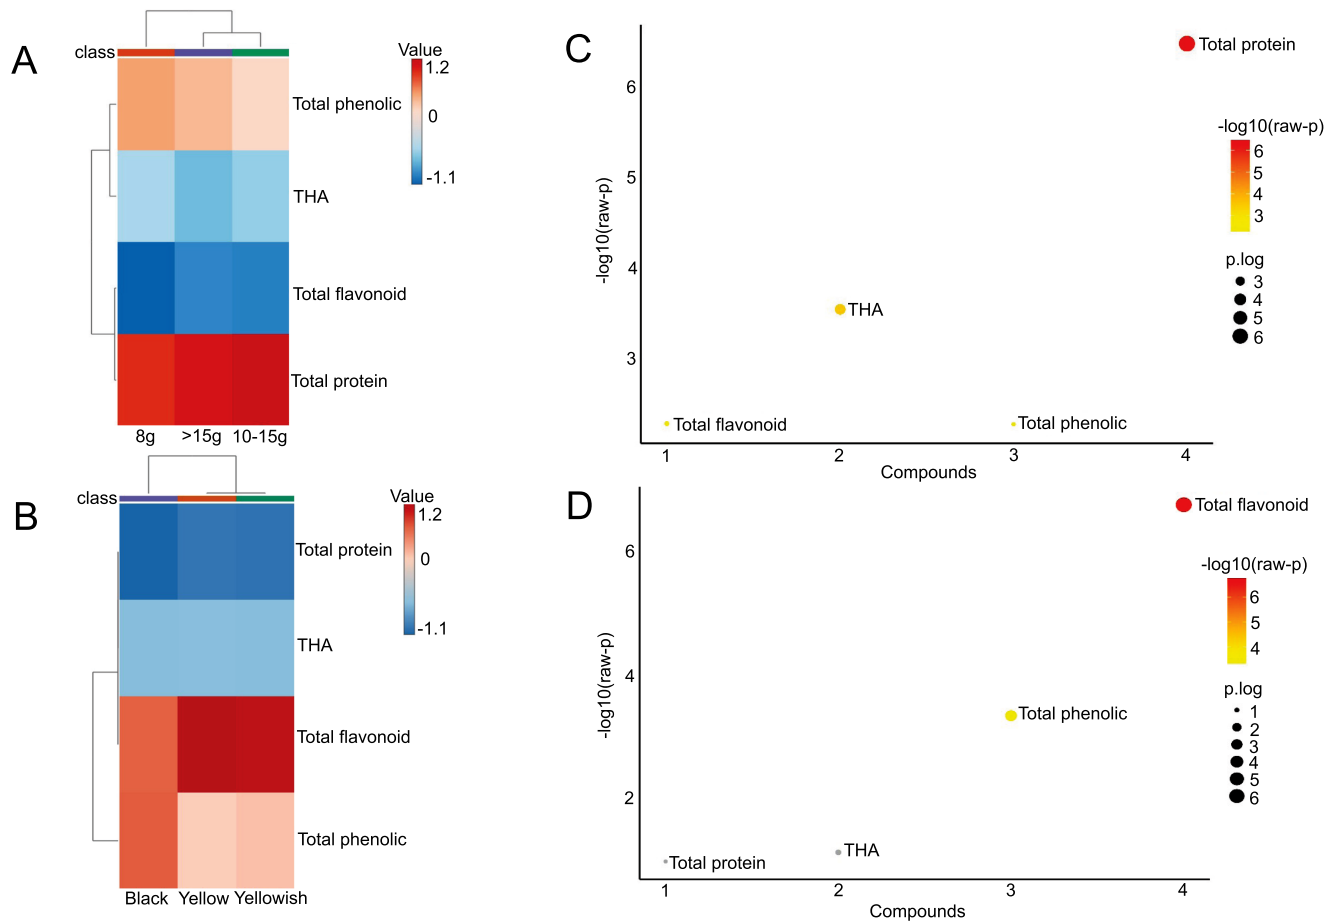 A
class
Value
1.2
0
-1.1
Total phenolic
THA
Total flavonoid
Total protein
8g >15g 10-15g
B
class
Value
1.2
0
-1.1
Total protein
THA
Total flavonoid
Total phenolic
Black Yellow Yellowish
C
-log10(raw-p)
6
5
4
3
Total protein
THA
Total flavonoid
Total phenolic
1 2 3 4
Compounds
-log10(raw-p)
6
5
4
3
p.log
3
4
5
6
D
-log10(raw-p)
6
4
2
Total flavonoid
Total phenolic
THA
Total protein
1 2 3 4
Compounds
-log10(raw-p)
6
5
4
p.log
1
2
3
4
5
6